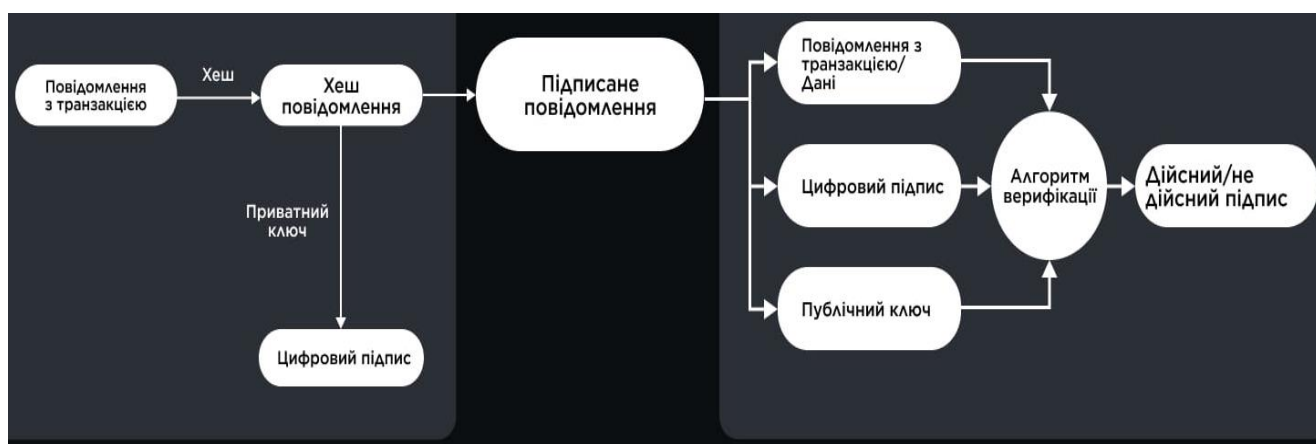 Повідомлення
з транзакцією
Хеш
Хеш
повідомлення
Приватний
ключ
Цифровий підпис
Підписане
повідомлення
Повідомлення з
транзакцією/
Дані
Цифровий підпис
Публічний ключ
Алгоритм
верифікації
Дійсний/не
дійсний підпис